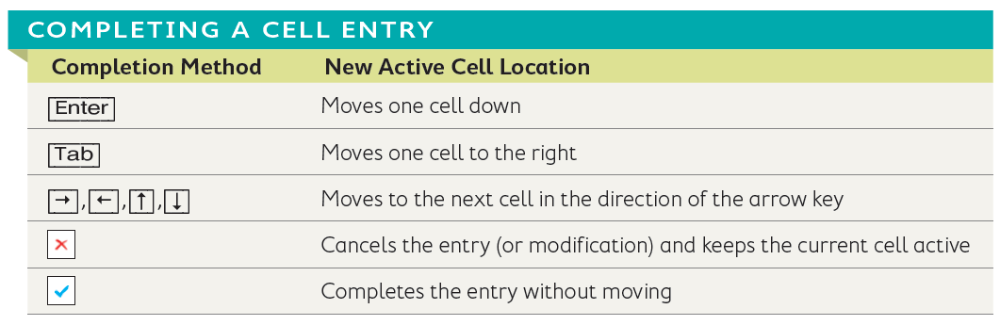 COMPLETING A CELL ENTRY
Completion Method New Active Cell Location
Enter Moves one cell down
Tab Moves one cell to the right
→,←,↑,↓ Moves to the next cell in the direction of the arrow key
Cancels the entry (or modification) and keeps the current cell active
Completes the entry without moving